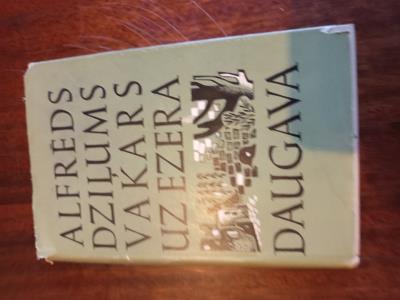 ALFREDS
DZIĻUMS
VAKARS
UZ EZERA
DAUGAVA